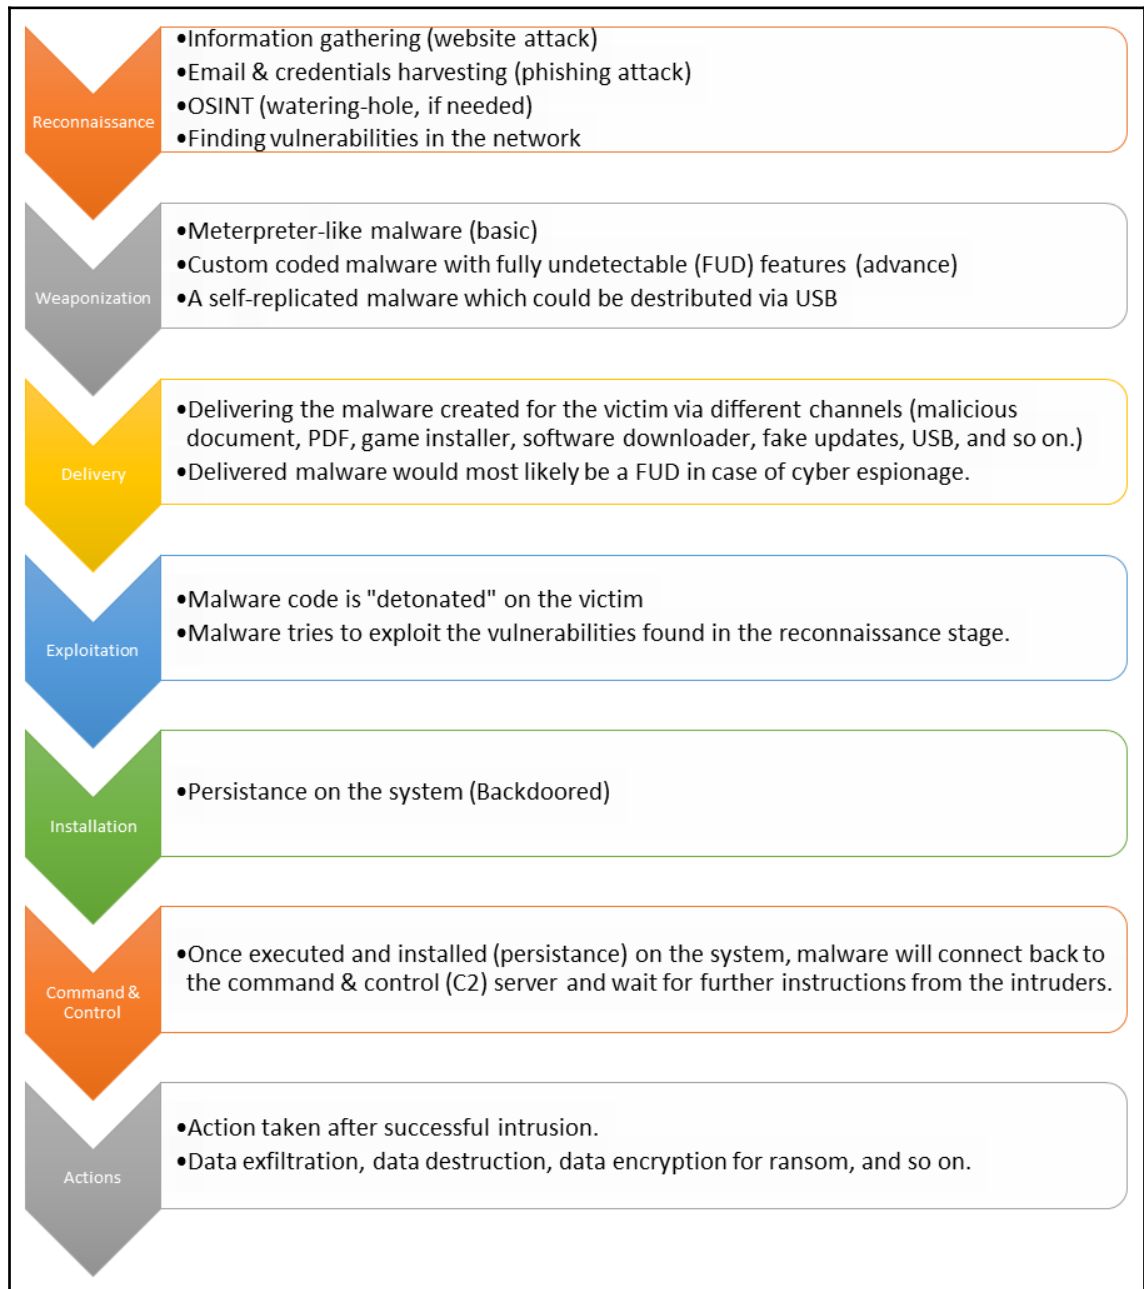 Reconnaissance
•Information gathering (website attack)
•Email & credentials harvesting (phishing attack)
•OSINT (watering-hole, if needed)
•Finding vulnerabilities in the network
Weaponization
•Meterpreter-like malware (basic)
•Custom coded malware with fully undetectable (FUD) features (advance)
•A self-replicated malware which could be destributed via USB
Delivery
•Delivering the malware created for the victim via different channels (malicious
document, PDF, game installer, software downloader, fake updates, USB, and so on.)
•Delivered malware would most likely be a FUD in case of cyber espionage.
Exploitation
•Malware code is "detonated" on the victim
•Malware tries to exploit the vulnerabilities found in the reconnaissance stage.
Installation
•Persistance on the system (Backdoored)
Command &
Control
•Once executed and installed (persistance) on the system, malware will connect back to
the command & control (C2) server and wait for further instructions from the intruders.
Actions
•Action taken after successful intrusion.
•Data exfiltration, data destruction, data encryption for ransom, and so on.